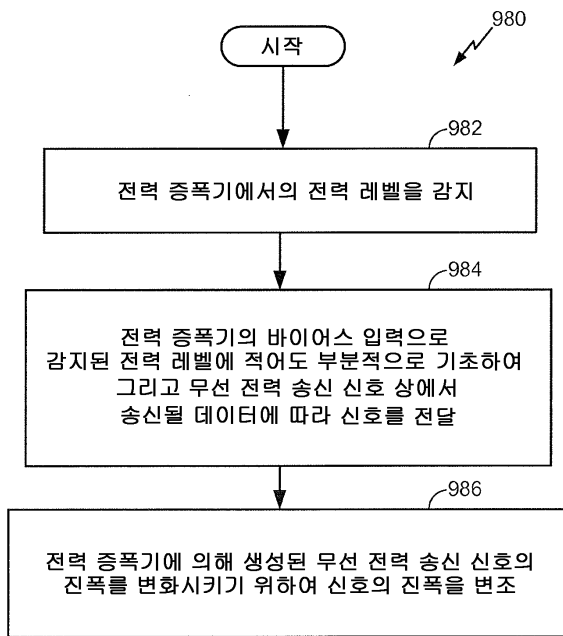 시작
980
982
전력 증폭기에서의 전력 레벨을 감지
984
전력 증폭기의 바이어스 입력으로
감지된 전력 레벨에 적어도 부분적으로 기초하여
그리고 무선 전력 송신 신호 상에서
송신될 데이터에 따라 신호를 전달
986
전력 증폭기에 의해 생성된 무선 전력 송신 신호의
진폭를 변화시키기 위하여 신호의 진폭을 변조